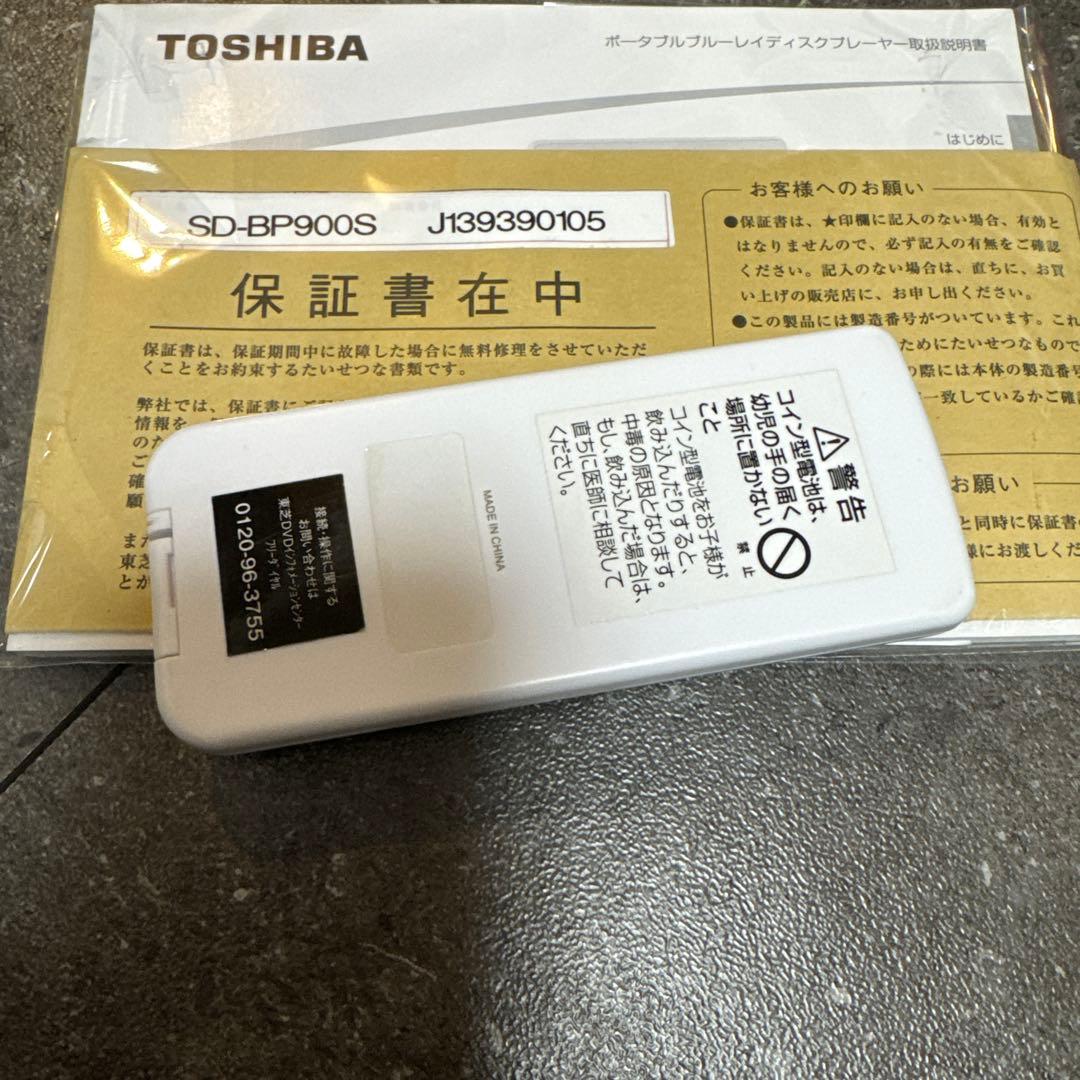 TOSHIBA
ポータブルブルーレイディスクプレーヤー取扱説明書
はじめに
SD-BP900S J139390105
保証書在中
保証書は、保証期間中に故障した場合に無料修理をさせていただ
くことをお約束するたいせつな書類です。
弊社では、保証書に
情報を
のた
ご
確
願
また
東芝
とが
お客様へのお願い
●保証書は、★印欄に記入のない場合、有効と
はなりませんので、必ず記入の有無をご確認
ください。記入のない場合は、直ちに、お買
い上げの販売店に、お申し出ください。
●この製品には製造番号がついています。これ
ためにたいせつなもので
の際には本体の製造番号
一致しているかご確認
お願い
と同時に保証書
様にお渡しくだ
⚠警告
コイン型電池は、
幼児の手の届く
場所に置かない
こと
禁止
コイン型電池をお子様が
飲み込んだりすると
中毒の原因となります。
もし、飲み込んだ場合は、
直ちに医師に相談して
ください。
MADE IN CHINA
接続・操作に関する
お問い合わせは
東芝DVDインフォメーションセンター
フリーダイヤル
0120-96-3755